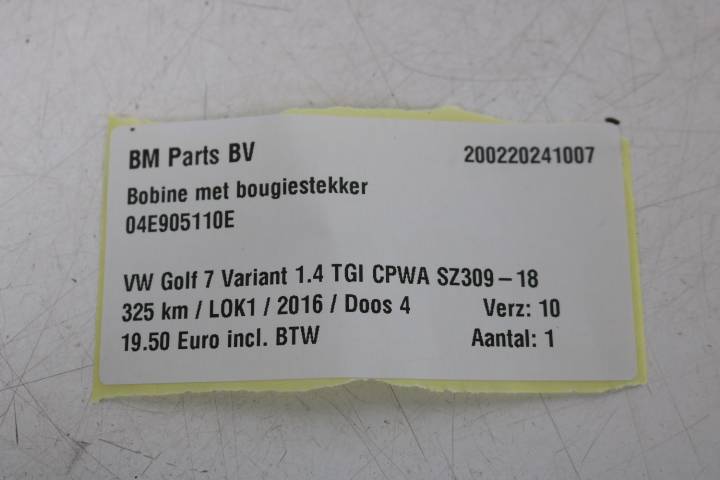 BM Parts BV 200220241007
Bobine met bougiestekker
04E905110E
VW Golf 7 Variant 1.4 TGI CPWA SZ309-18
325 km / LOK1 / 2016 / Doos 4 Verz: 10
19.50 Euro incl. BTW Aantal: 1